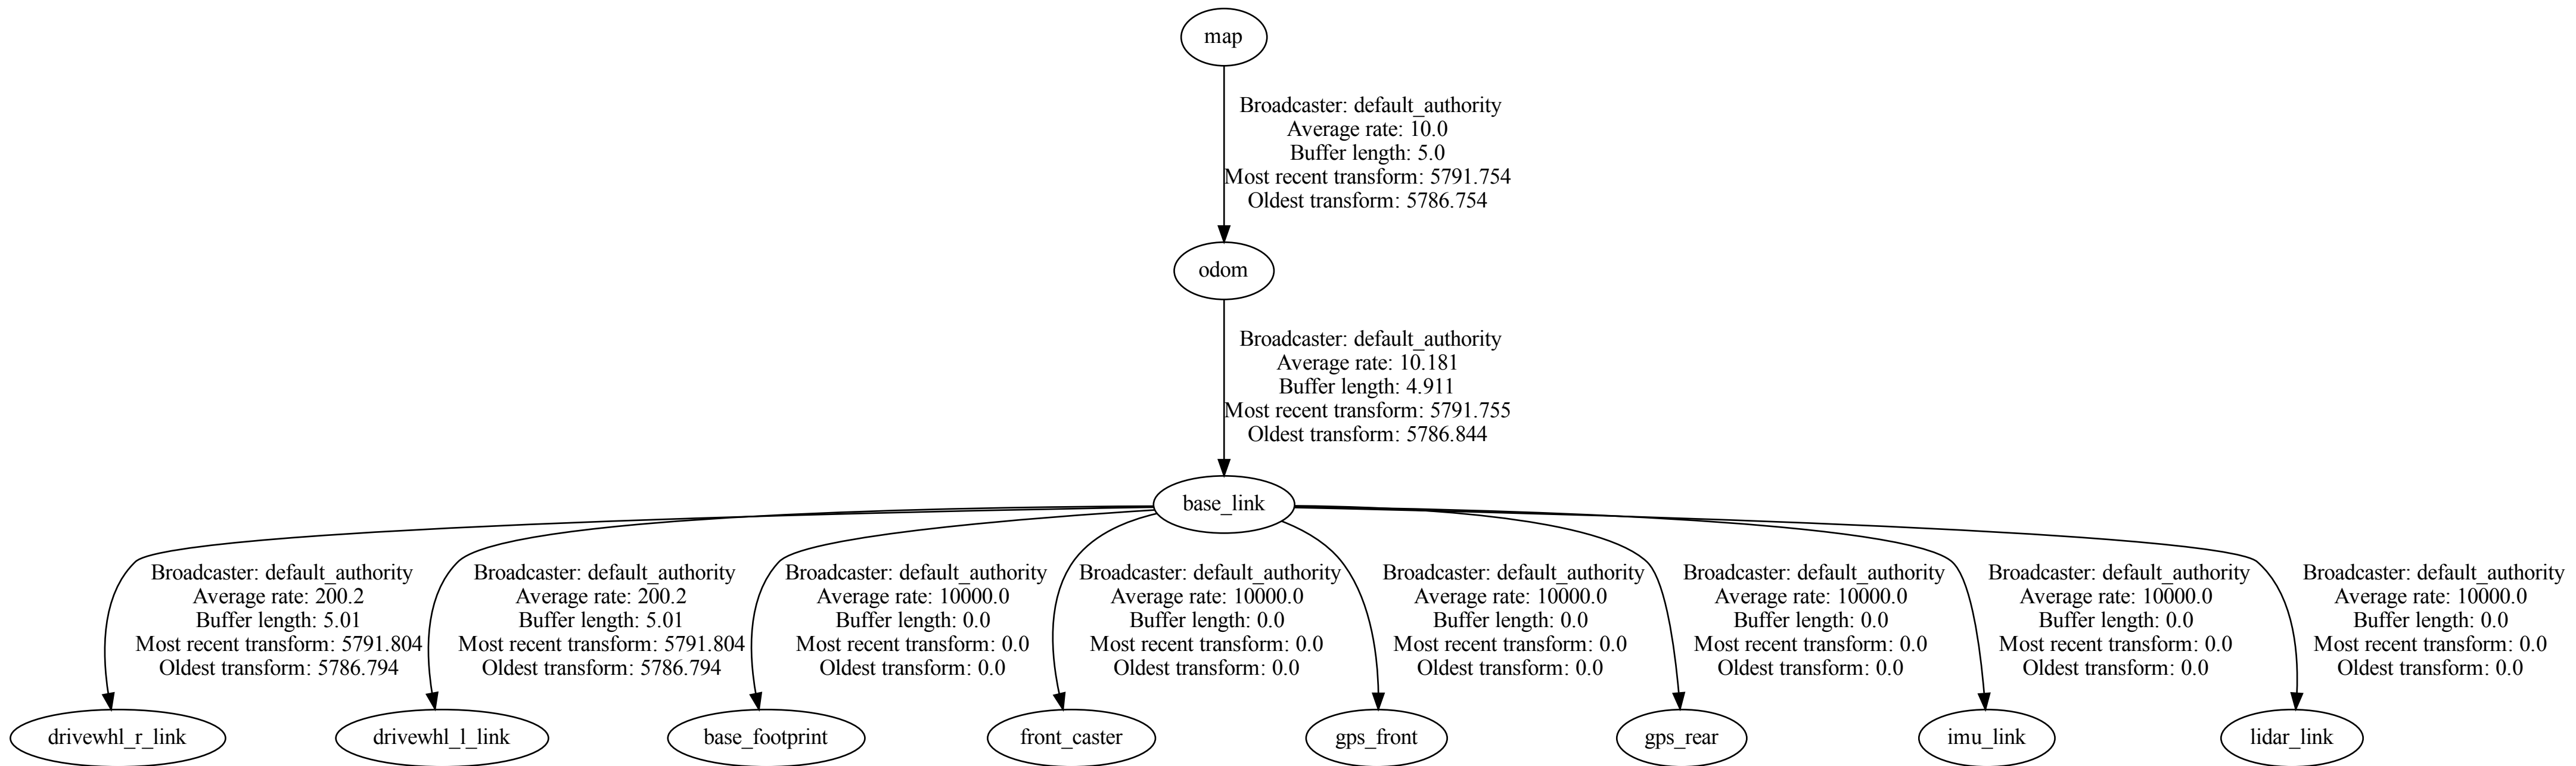 map
Broadcaster: default_authority
Average rate: 10.0
Buffer length: 5.0
Most recent transform: 5791.754
Oldest transform: 5786.754
odom
Broadcaster: default_authority
Average rate: 10.181
Buffer length: 4.911
Most recent transform: 5791.755
Oldest transform: 5786.844
base_link
Broadcaster: default_authority
Average rate: 200.2
Buffer length: 5.01
Most recent transform: 5791.804
Oldest transform: 5786.794
Broadcaster: default_authority
Average rate: 200.2
Buffer length: 5.01
Most recent transform: 5791.804
Oldest transform: 5786.794
Broadcaster: default_authority
Average rate: 10000.0
Buffer length: 0.0
Most recent transform: 0.0
Oldest transform: 0.0
Broadcaster: default_authority
Average rate: 10000.0
Buffer length: 0.0
Most recent transform: 0.0
Oldest transform: 0.0
Broadcaster: default_authority
Average rate: 10000.0
Buffer length: 0.0
Most recent transform: 0.0
Oldest transform: 0.0
Broadcaster: default_authority
Average rate: 10000.0
Buffer length: 0.0
Most recent transform: 0.0
Oldest transform: 0.0
Broadcaster: default_authority
Average rate: 10000.0
Buffer length: 0.0
Most recent transform: 0.0
Oldest transform: 0.0
Broadcaster: default_authority
Average rate: 10000.0
Buffer length: 0.0
Most recent transform: 0.0
Oldest transform: 0.0
drivewhl_r_link
drivewhl_l_link
base_footprint
front_caster
gps_front
gps_rear
imu_link
lidar_link